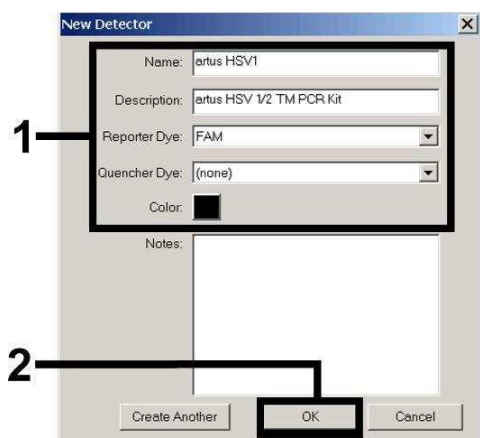 New Detector
Name: artus HSV1
Description: artus HSV 1/2 TM PCR Kit
1
Reporter Dye: FAM
Quencher Dye: (none)
Color:
Notes:
2
Create Another OK Cancel